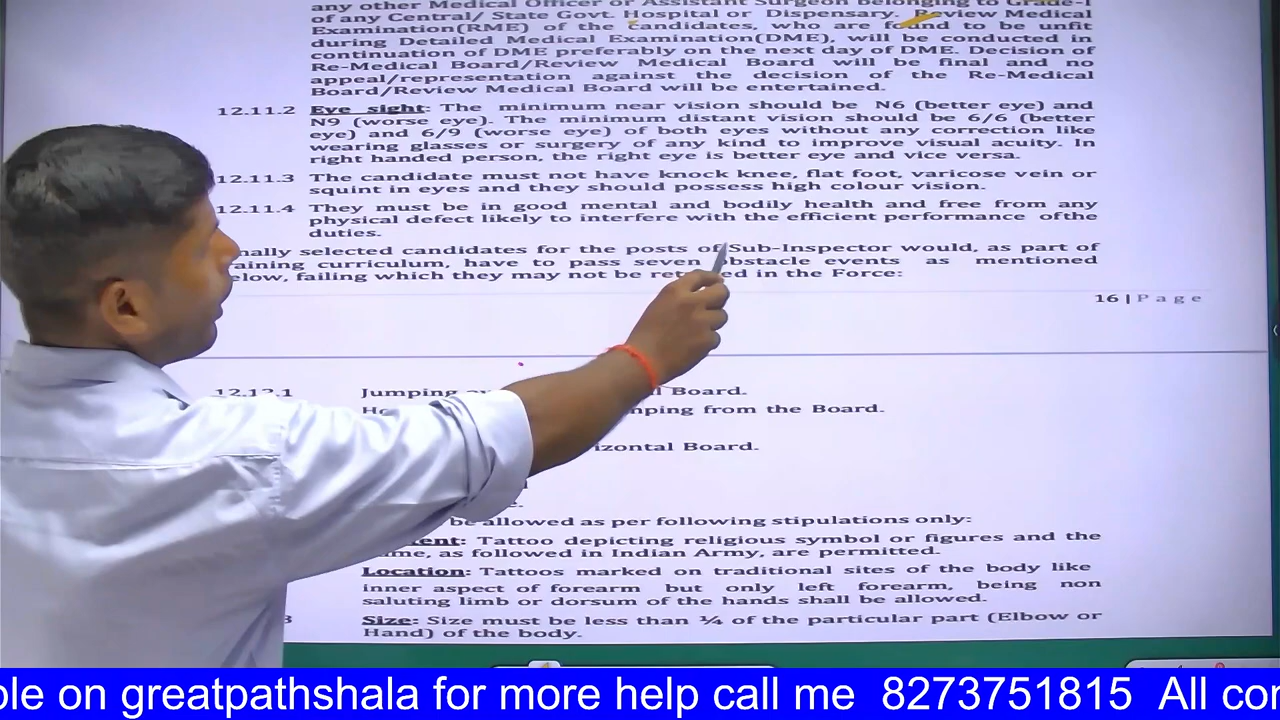 any other Medical Officer or Assistant Surgeon belonging to Grade-I
of any Central/ State Govt. Hospital or Dispensary. Review Medical
Examination(RME) of the candidates, who are found to be unfit
during Detailed Medical Examination(DME), will be conducted in
continuation of DME preferably on the next day of DME. Decision of
Re-Medical Board/Review Medical Board will be final and no
appeal/representation against the decision of the Re-Medical
Board/Review Medical Board will be entertained.
12.11.2 Eye sight: The minimum near vision should be N6 (better eye) and
N9 (worse eye). The minimum distant vision should be 6/6 (better
eye) and 6/9 (worse eye) of both eyes without any correction like
wearing glasses or surgery of any kind to improve visual acuity. In
right handed person, the right eye is better eye and vice versa.
12.11.3 The candidate must not have knock knee, flat foot, varicose vein or
squint in eyes and they should possess high colour vision.
12.11.4 They must be in good mental and bodily health and free from any
physical defect likely to interfere with the efficient performance ofthe
duties.
nally selected candidates for the posts of Sub-Inspector would, as part of
raining curriculum, have to pass seven obstacle events as mentioned
elow, failing which they may not be in the Force:
16 | Page
12.12.1 Jumping Board.
mping from the Board.
izontal Board.
be allowed as per following stipulations only:
ent: Tattoo depicting religious symbol or figures and the
me, as followed in Indian Army, are permitted.
Location: Tattoos marked on traditional sites of the body like
inner aspect of forearm but only left forearm, being non
saluting limb or dorsum of the hands shall be allowed.
Size: Size must be less than ¼ of the particular part (Elbow or
Hand) of the body.
ble on greatpathshala for more help call me 8273751815 All cor